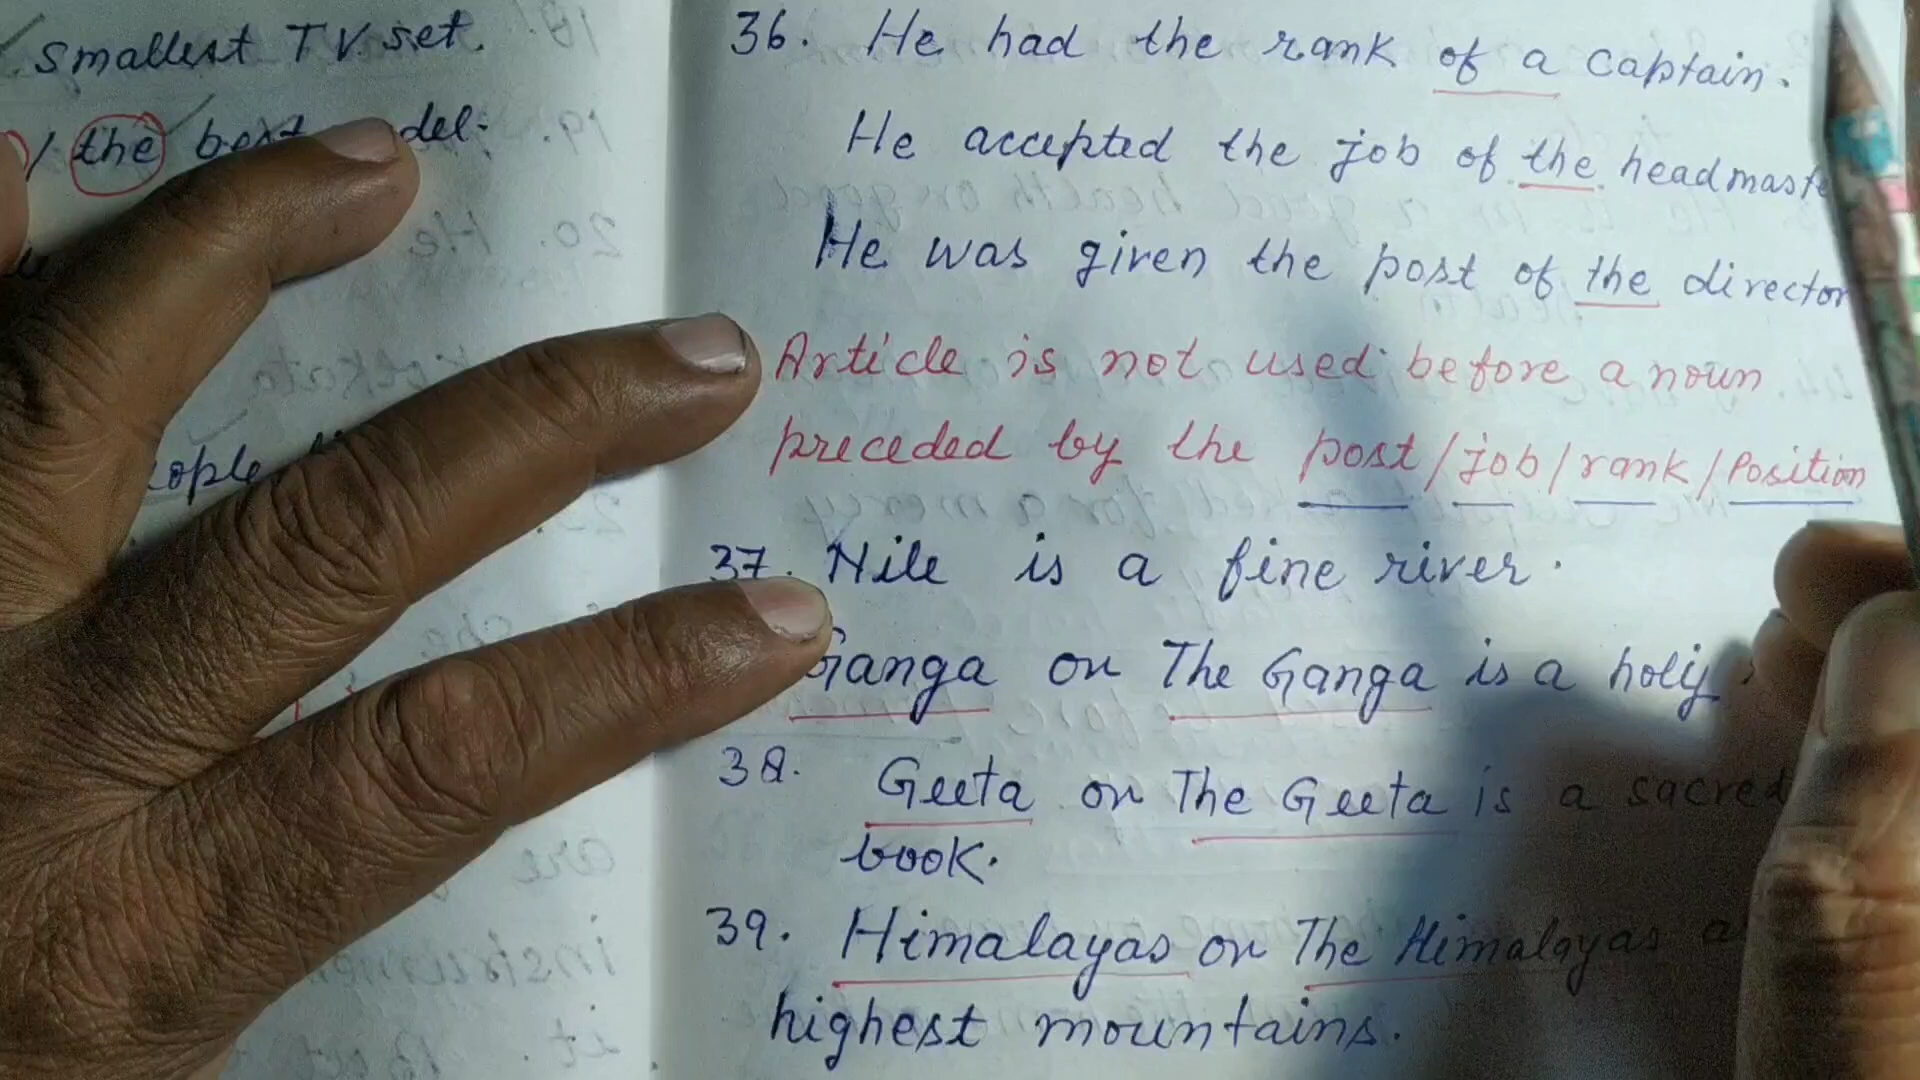 Smallest TV set.
/ the best del.
36. He had the rank of a captain.
He accepted the job of the headmaste
He was given the post of the director
Article is not used before a noun
preceded by the post/job/rank/Position
37. Nile is a fine river.
Ganga or The Ganga is a holy
38. Geeta or The Geeta is a sacred
book.
39. Himalayas or The Himalayas a
highest mountains.